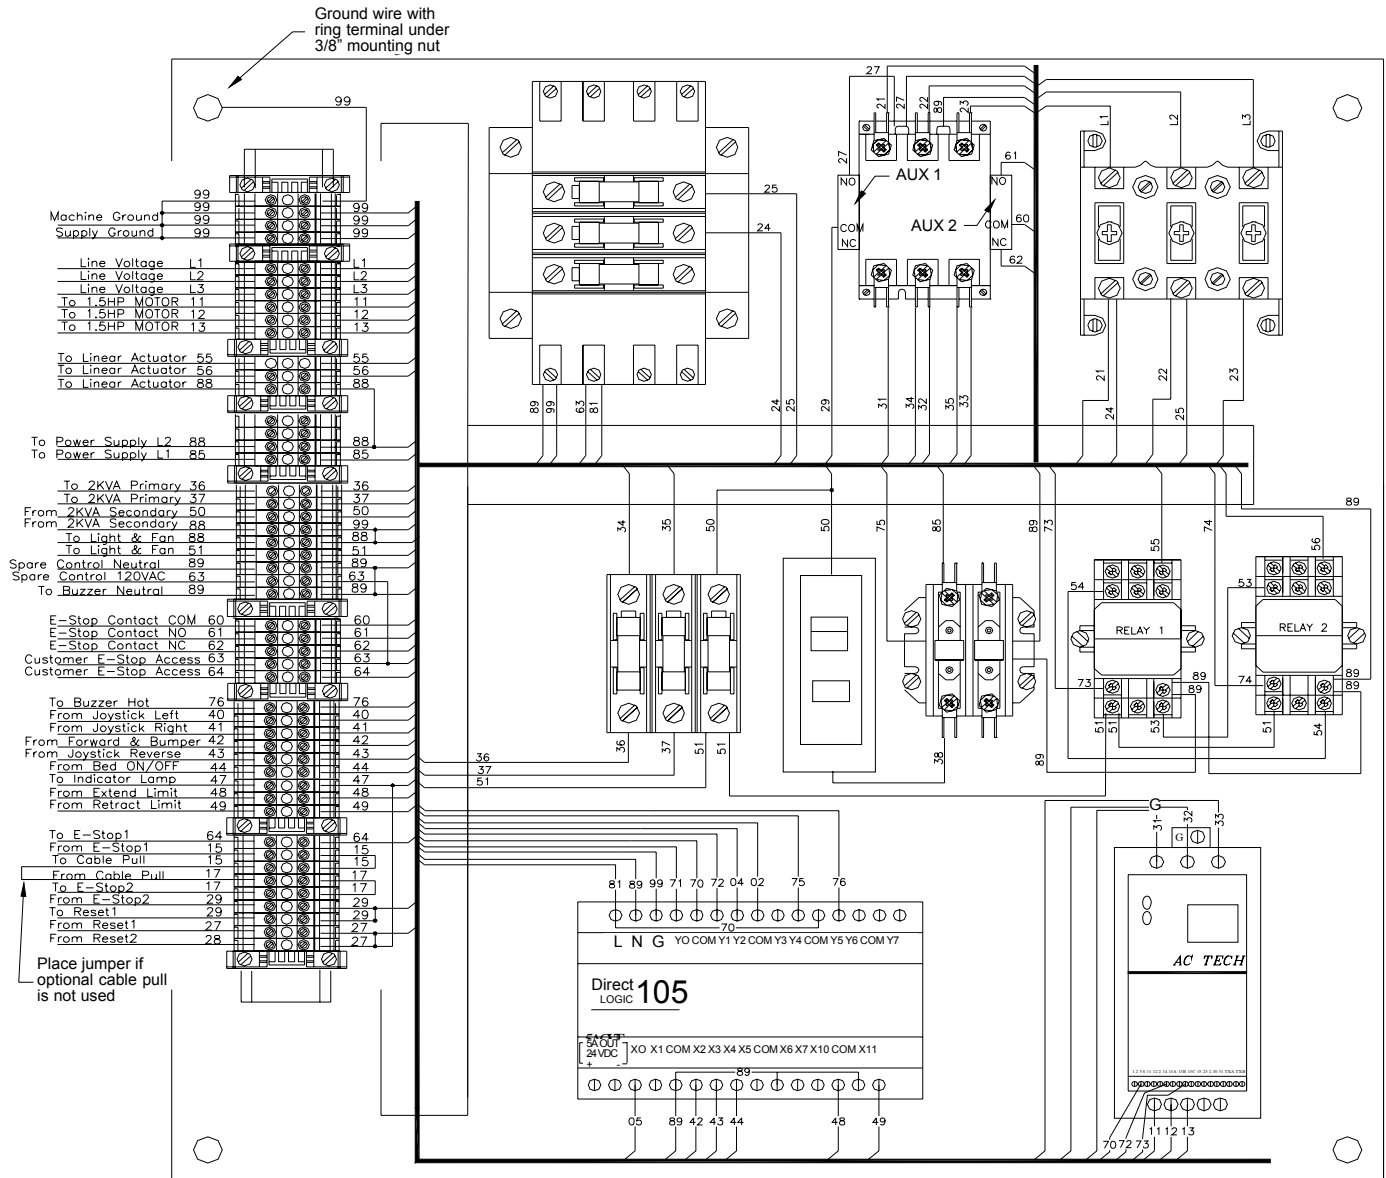 Ground wire with
ring terminal under
3/8" mounting nut
99
99
99
Machine Ground 99
Supply Ground 99
99
99
99
Line Voltage L1 L1
Line Voltage L2 L2
Line Voltage L3 L3
To 1.5HP MOTOR 11 11
To 1.5HP MOTOR 12 12
To 1.5HP MOTOR 13 13
To Linear Actuator 55 55
To Linear Actuator 56 56
To Linear Actuator 88 88
To Power Supply L2 88 88
To Power Supply L1 85 85
To 2KVA Primary 36 36
To 2KVA Primary 37 37
From 2KVA Secondary 50 50
From 2KVA Secondary 88 99
To Light & Fan 88 88
To Light & Fan 51 51
Spare Control Neutral 89 89
Spare Control 120VAC 63 63
To Buzzer Neutral 89 89
E-Stop Contact COM 60 60
E-Stop Contact NO 61 61
E-Stop Contact NC 62 62
Customer E-Stop Access 63 63
Customer E-Stop Access 64 64
To Buzzer Hot 76 76
From Joystick Left 40 40
From Joystick Right 41 41
From Forward & Bumper 42 42
From Joystick Reverse 43 43
From Bed ON/OFF 44 44
To Indicator Lamp 47 47
From Extend Limit 48 48
From Retract Limit 49 49
To E-Stop1 64 64
From E-Stop1 15 15
To Cable Pull 15 15
From Cable Pull 17 17
To E-Stop2 17 17
From E-Stop2 29 29
To Reset1 29 29
From Reset1 27 27
From Reset2 28 27
Place jumper if
optional cable pull
is not used
25
24
89 99 63 81
24 25 29
27
21 27 22 89 23
27
NO
AUX 1
COM
NC
NO
AUX 2
COM
NC
61
60
62
31 34 32 35 33
L1 L2 L3
21 24 22 25 23
34 35 50 50 75 85 89 73 55 74 56 89
36 37 51 51
36
37
51
38
89
54
RELAY 1
73
89
89
51 51 53
53
RELAY 2
74
89
89
51 54
81 89 99 71 70 72 04 02 75 76
70
L N G YO COM Y1 Y2 COM Y3 Y4 COM Y5 Y6 COM Y7
Direct
LOGIC 105
5A OUT
24 VDC
+ -
XO X1 COM X2 X3 X4 X5 COM X6 X7 X10 COM X11
89
05 89 42 43 44 48 49
G
31 32 33
G
AC TECH
70 72 73 11 12 13